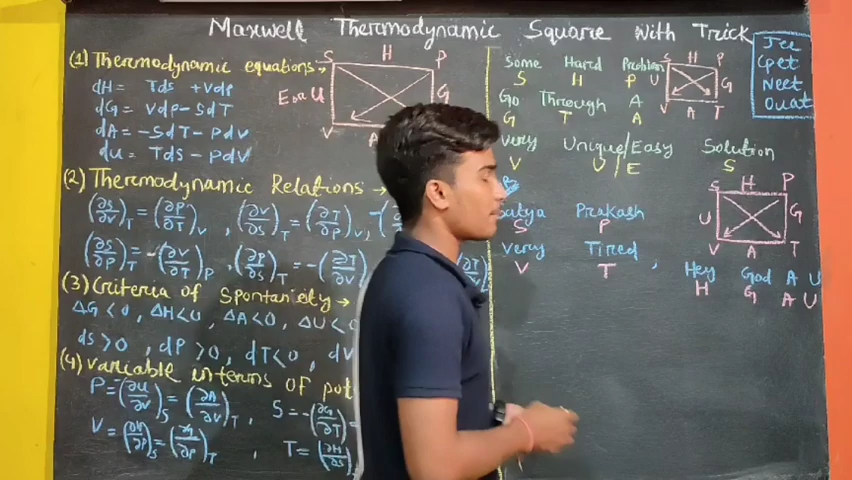 Maxwell Thermodynamic Square with Trick
(1) Thermodynamic equations →
dH = Tds + Vdp
dG = Vdp - SdT
dA = -SdT - Pdv
du = Tds - Pdv
S H P
E or U G
V A
(2) Thermodynamic Relations →
(∂S/∂V)T = (∂P/∂T)V , (∂V/∂S)T = (∂T/∂P)V , -
(∂S/∂P)T = -(∂V/∂T)P , (∂P/∂S)T = -(∂T/∂V)
(3) Criteria of Spontanicity →
ΔG < 0 , ΔH < 0 , ΔA < 0 , ΔU < 0
ds > 0 , dP > 0 , dT < 0 , dV
(4) Variable in terms of pot
P = -(∂U/∂V)S = (∂A/∂V)T , S = -(∂G/∂T) =
V = (∂H/∂P)S = (∂G/∂P)T , T = (∂H/∂S)
Some Hard Problem
S H P
Go Through A
G T A
Very Unique/Easy Solution
V U/E S
S H P
U G
V A T
Jee
Cpet
Neet
Ouat
Satya Prakash
S P
Very Tired ,
V T
Hey God A U
H G A U
S H P
U G
V A T